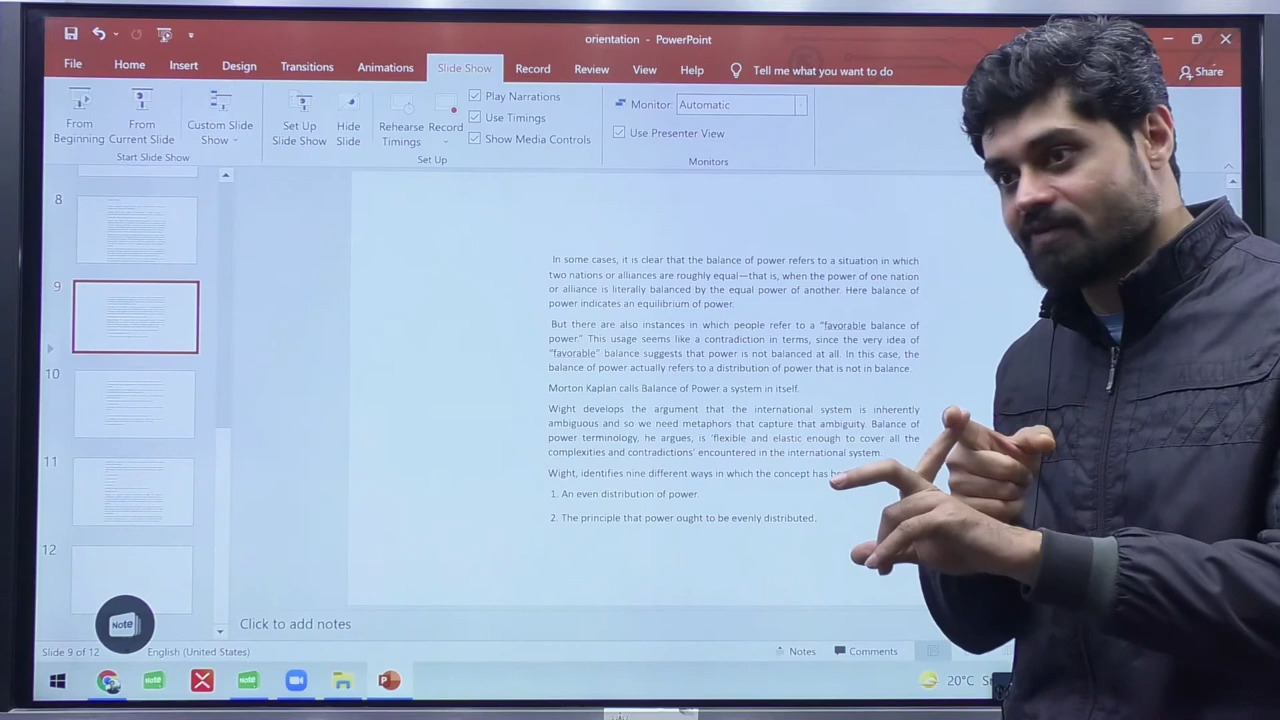 orientation - PowerPoint
File Home Insert Design Transitions Animations Slide Show Record Review View Help Tell me what you want to do Share
From Beginning
From Current Slide
Custom Slide Show
Start Slide Show
Set Up Slide Show
Hide Slide
Rehearse Timings
Record
Play Narrations
Use Timings
Show Media Controls
Set Up
Monitor: Automatic
Use Presenter View
Monitors
8
9
10
11
12
In some cases, it is clear that the balance of power refers to a situation in which
two nations or alliances are roughly equal—that is, when the power of one nation
or alliance is literally balanced by the equal power of another. Here balance of
power indicates an equilibrium of power.
But there are also instances in which people refer to a "favorable balance of
power." This usage seems like a contradiction in terms, since the very idea of
"favorable" balance suggests that power is not balanced at all. In this case, the
balance of power actually refers to a distribution of power that is not in balance.
Morton Kaplan calls Balance of Power a system in itself.
Wight develops the argument that the international system is inherently
ambiguous and so we need metaphors that capture that ambiguity. Balance of
power terminology, he argues, is 'flexible and elastic enough to cover all the
complexities and contradictions' encountered in the international system.
Wight, identifies nine different ways in which the concept has
1. An even distribution of power.
2. The principle that power ought to be evenly distributed.
Note
Click to add notes
Slide 9 of 12 English (United States) Notes Comments
Note
Note
20°C